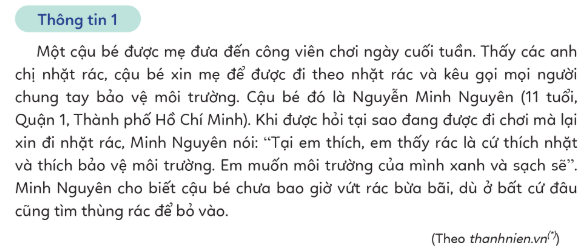 Thông tin 1
Một cậu bé được mẹ đưa đến công viên chơi ngày cuối tuần. Thấy các anh
chị nhặt rác, cậu bé xin mẹ để được đi theo nhặt rác và kêu gọi mọi người
chung tay bảo vệ môi trường. Cậu bé đó là Nguyễn Minh Nguyên (11 tuổi,
Quận 1, Thành phố Hồ Chí Minh). Khi được hỏi tại sao đang được đi chơi mà lại
xin đi nhặt rác, Minh Nguyên nói: “Tại em thích, em thấy rác là cứ thích nhặt
và thích bảo vệ môi trường. Em muốn môi trường của mình xanh và sạch sẽ”.
Minh Nguyên cho biết cậu bé chưa bao giờ vứt rác bừa bãi, dù ở bất cứ đâu
cũng tìm thùng rác để bỏ vào.
(Theo thanhnien.vn(*))